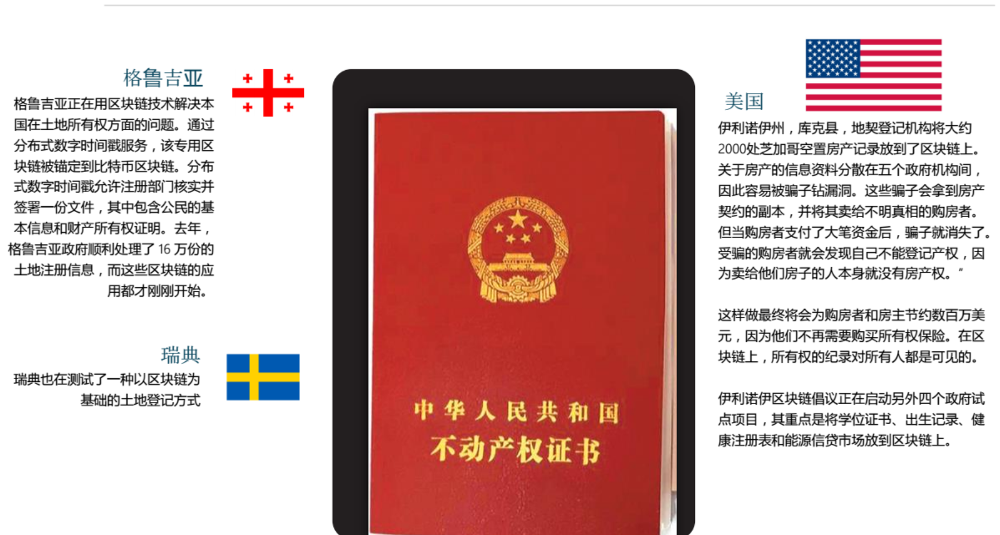 格鲁吉亚
格鲁吉亚正在用区块链技术解决本
国在土地所有权方面的问题。通过
分布式数字时间戳服务，该专用区
块链被锚定到比特币区块链。分布
式数字时间戳允许注册部门核实并
签署一份文件，其中包含公民的基
本信息和财产所有权证明。去年，
格鲁吉亚政府顺利处理了 16 万份的
土地注册信息，而这些区块链的应
用都才刚刚开始。
瑞典
瑞典也在测试了一种以区块链为
基础的土地登记方式
中华人民共和国
不动产权证书
美国
伊利诺伊州，库克县，地契登记机构将大约
2000处芝加哥空置房产记录放到了区块链上。
关于房产的信息资料分散在五个政府机构间，
因此容易被骗子钻漏洞。这些骗子会拿到房产
契约的副本，并将其卖给不明真相的购房者。
但当购房者支付了大笔资金后，骗子就消失了。
受骗的购房者就会发现自己不能登记产权，因
为卖给他们房子的人本身就没有房产权。”
这样做最终将会为购房者和房主节约数百万美
元，因为他们不再需要购买所有权保险。在区
块链上，所有权的纪录对所有人都是可见的。
伊利诺伊区块链倡议正在启动另外四个政府试
点项目，其重点是将学位证书、出生记录、健
康注册表和能源信贷市场放到区块链上。